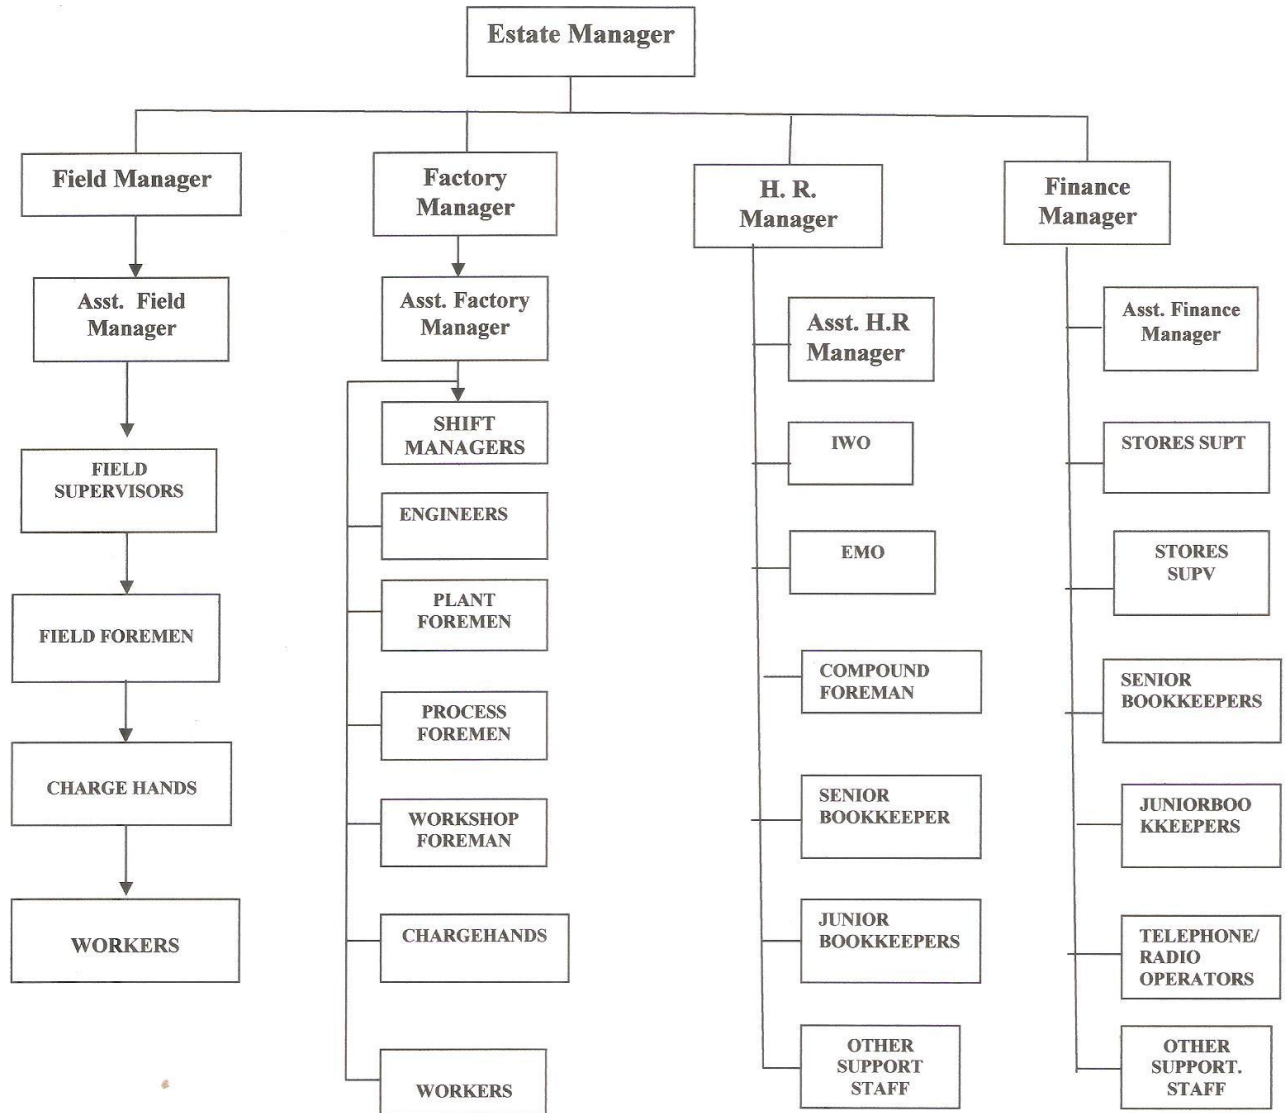 Estate Manager
Field Manager
Factory
Manager
H. R.
Manager
Finance
Manager
Asst. Field
Manager
Asst. Factory
Manager
Asst. H.R
Manager
Asst. Finance
Manager
SHIFT
MANAGERS
IWO
STORES SUPT
FIELD
SUPERVISORS
ENGINEERS
EMO
STORES
SUPV
PLANT
FOREMEN
FIELD FOREMEN
COMPOUND
FOREMAN
SENIOR
BOOKKEEPERS
PROCESS
FOREMEN
CHARGE HANDS
WORKSHOP
FOREMAN
SENIOR
BOOKKEEPER
JUNIORBOO
KKEEPERS
WORKERS
CHARGEHANDS
JUNIOR
BOOKKEEPERS
TELEPHONE/
RADIO
OPERATORS
WORKERS
OTHER
SUPPORT
STAFF
OTHER
SUPPORT.
STAFF